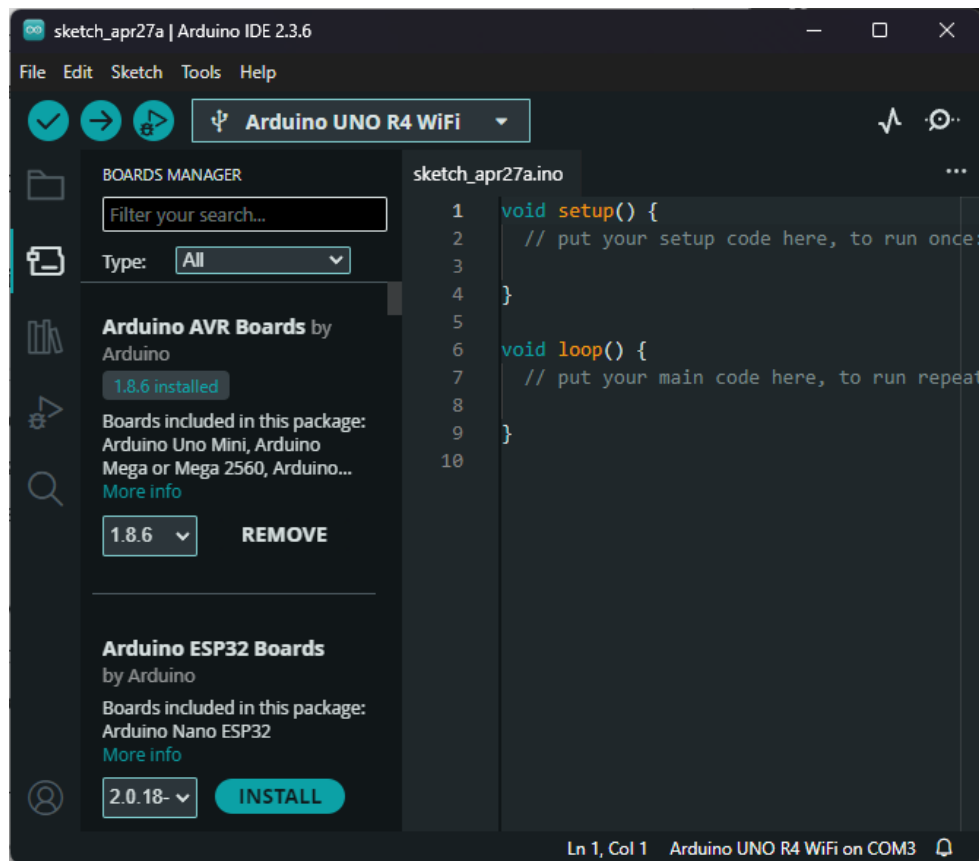 sketch_apr27a | Arduino IDE 2.3.6
File Edit Sketch Tools Help
Arduino UNO R4 WiFi
BOARDS MANAGER
Filter your search...
Type: All
Arduino AVR Boards by
Arduino
1.8.6 installed
Boards included in this package:
Arduino Uno Mini, Arduino
Mega or Mega 2560, Arduino...
More info
1.8.6 REMOVE
Arduino ESP32 Boards
by Arduino
Boards included in this package:
Arduino Nano ESP32
More info
2.0.18- INSTALL
sketch_apr27a.ino
1 void setup() {
2 // put your setup code here, to run once:
3
4 }
5
6 void loop() {
7 // put your main code here, to run repeat
8
9 }
10
Ln 1, Col 1 Arduino UNO R4 WiFi on COM3